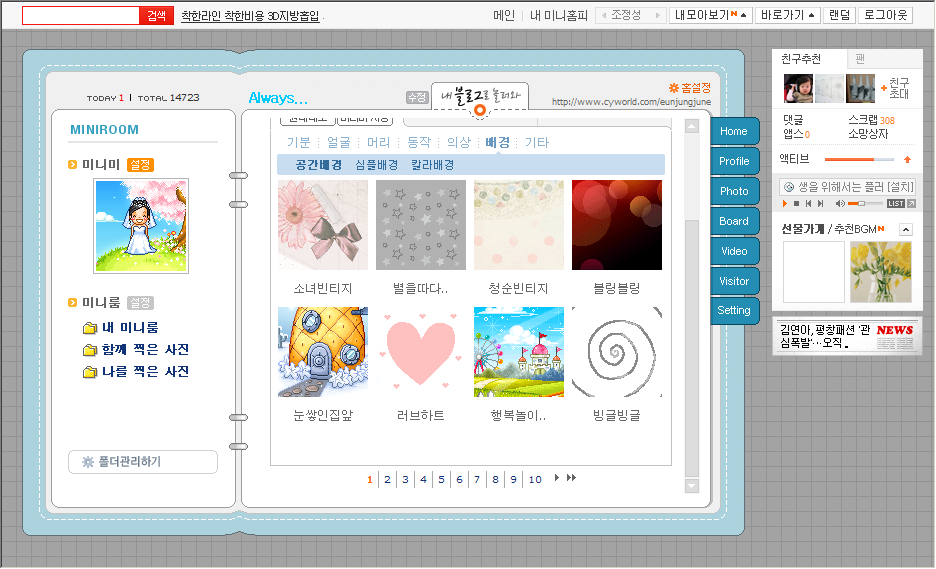 검색 착한라인 착한비용 3D지방흡입 .
메인 내 미니홈피 조정성 내모아보기 N 바로가기 랜덤 로그아웃
TODAY 1 | TOTAL 14723
Always...
수정
내 블로그로 놀러와
홈설정
http://www.cyworld.com/eunjungjune
MINIROOM
미니미 설정
미니룸 설정
내 미니룸
함께 찍은 사진
나를 찍은 사진
폴더관리하기
기분 얼굴 머리 동작 의상 배경 기타
공간배경 심플배경 칼라배경
소녀빈티지 별을따다.. 청순빈티지 블링블링
눈쌓인집앞 러브하트 행복놀이.. 빙글빙글
1 2 3 4 5 6 7 8 9 10
Home
Profile
Photo
Board
Video
Visitor
Setting
친구추천 팬
친구
초대
댓글 스크랩 308
앱스 0 소망상자
액티브
생을 위해서는 플러 [설치]
LIST
선물가게 / 추천BGM N
김연아, 평창패션 '관
심폭발'…오직 。
NEWS